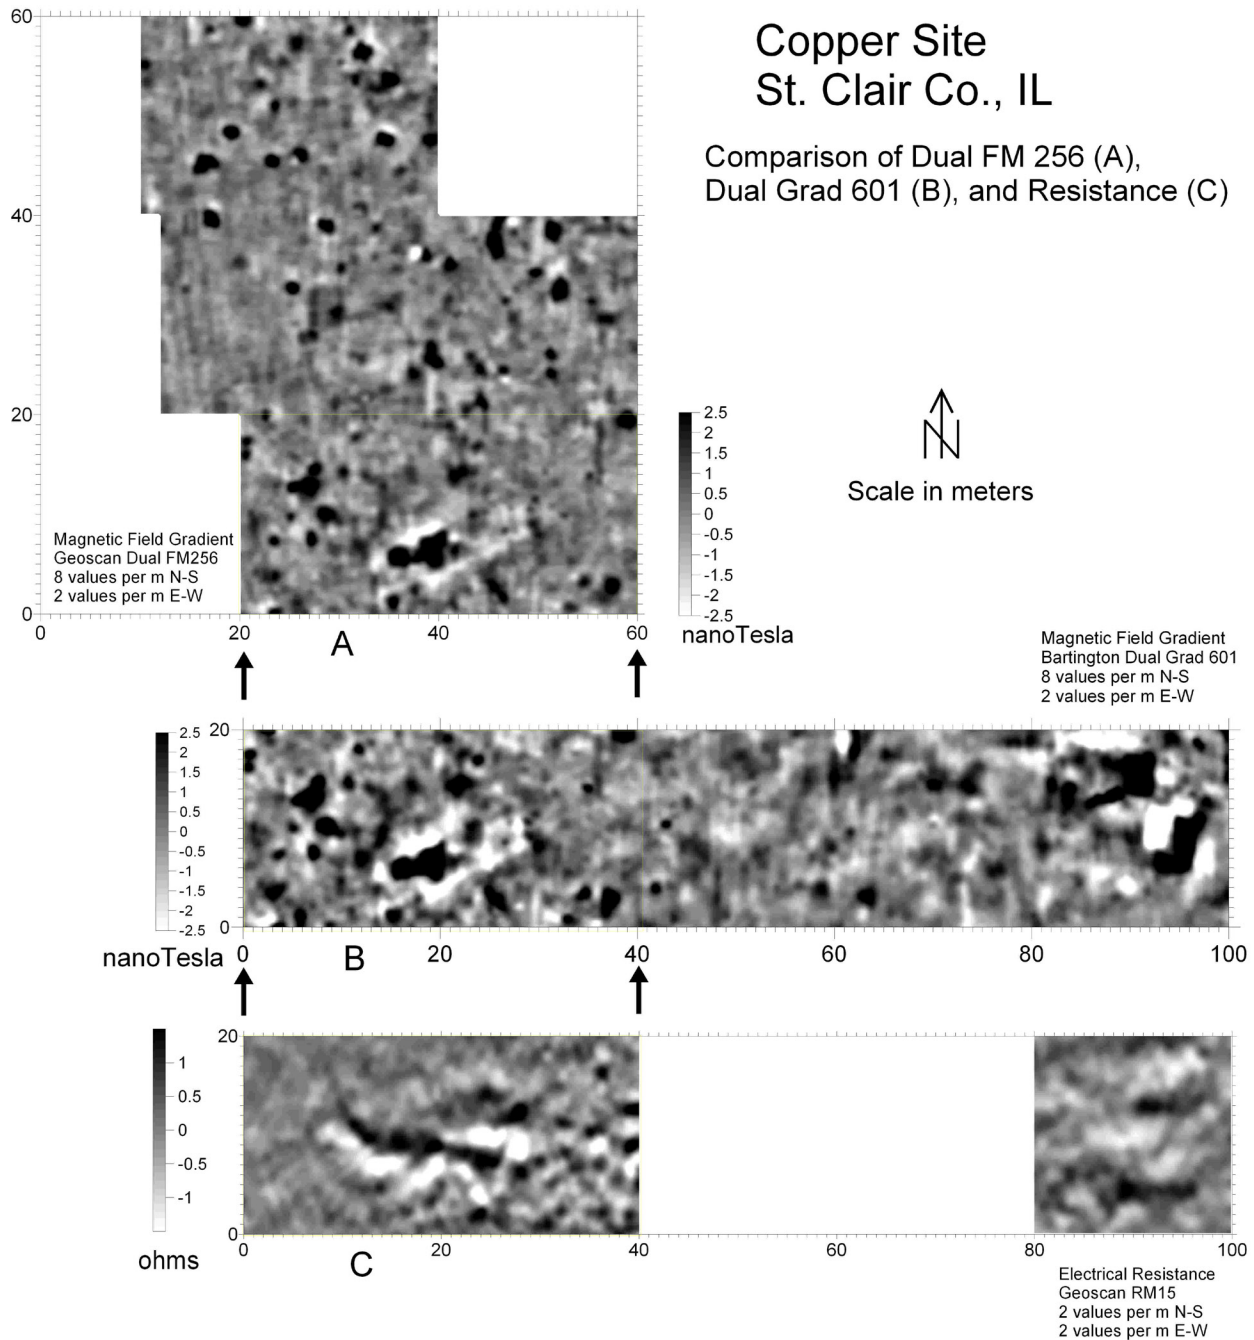 Copper Site
St. Clair Co., IL
Comparison of Dual FM 256 (A),
Dual Grad 601 (B), and Resistance (C)
60
40
20
0
Magnetic Field Gradient
Geoscan Dual FM256
8 values per m N-S
2 values per m E-W
0 20 40 60
A
2.5
2
1.5
1
0.5
0
-0.5
-1
-1.5
-2
-2.5
nanoTesla
N
Scale in meters
Magnetic Field Gradient
Bartington Dual Grad 601
8 values per m N-S
2 values per m E-W
2.5
2
1.5
1
0.5
0
-0.5
-1
-1.5
-2
-2.5
nanoTesla
20
0
0 20 40 60 80 100
B
1
0.5
0
-0.5
-1
ohms
20
0
0 20 40 60 80 100
C
Electrical Resistance
Geoscan RM15
2 values per m N-S
2 values per m E-W